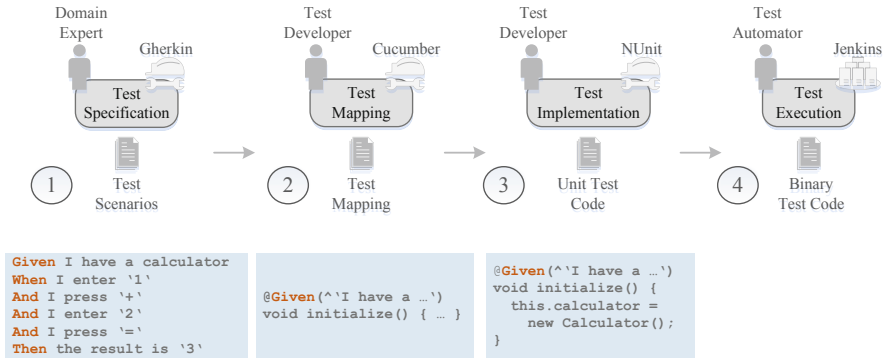 Domain
Expert
Gherkin
Test
Specification
1
Test
Scenarios
Test
Developer
Cucumber
Test
Mapping
2
Test
Mapping
Test
Developer
NUnit
Test
Implementation
3
Unit Test
Code
Test
Automator
Jenkins
Test
Execution
4
Binary
Test Code
Given I have a calculator
When I enter ‘1‘
And I press ‘+‘
And I enter ‘2‘
And I press ‘=‘
Then the result is ‘3‘
@Given(^‘I have a …‘)
void initialize() { … }
@Given(^‘I have a …‘)
void initialize() {
this.calculator =
new Calculator();
}